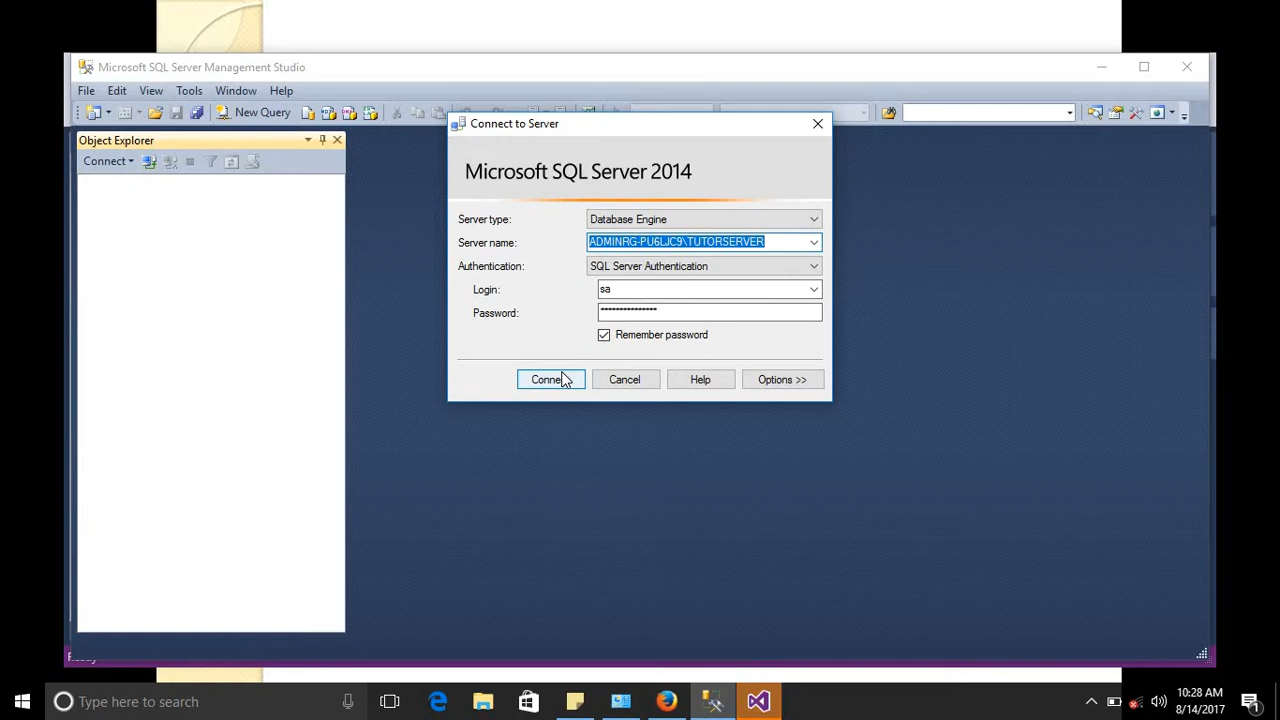 Microsoft SQL Server Management Studio
File Edit View Tools Window Help
New Query
Object Explorer
Connect
Connect to Server
Microsoft SQL Server 2014
Server type: Database Engine
Server name: ADMINRG-PU6LJC9\TUTORSERVER
Authentication: SQL Server Authentication
Login: sa
Password: ***************
Remember password
Cancel Help Options >>
Type here to search
10:28 AM
8/14/2017